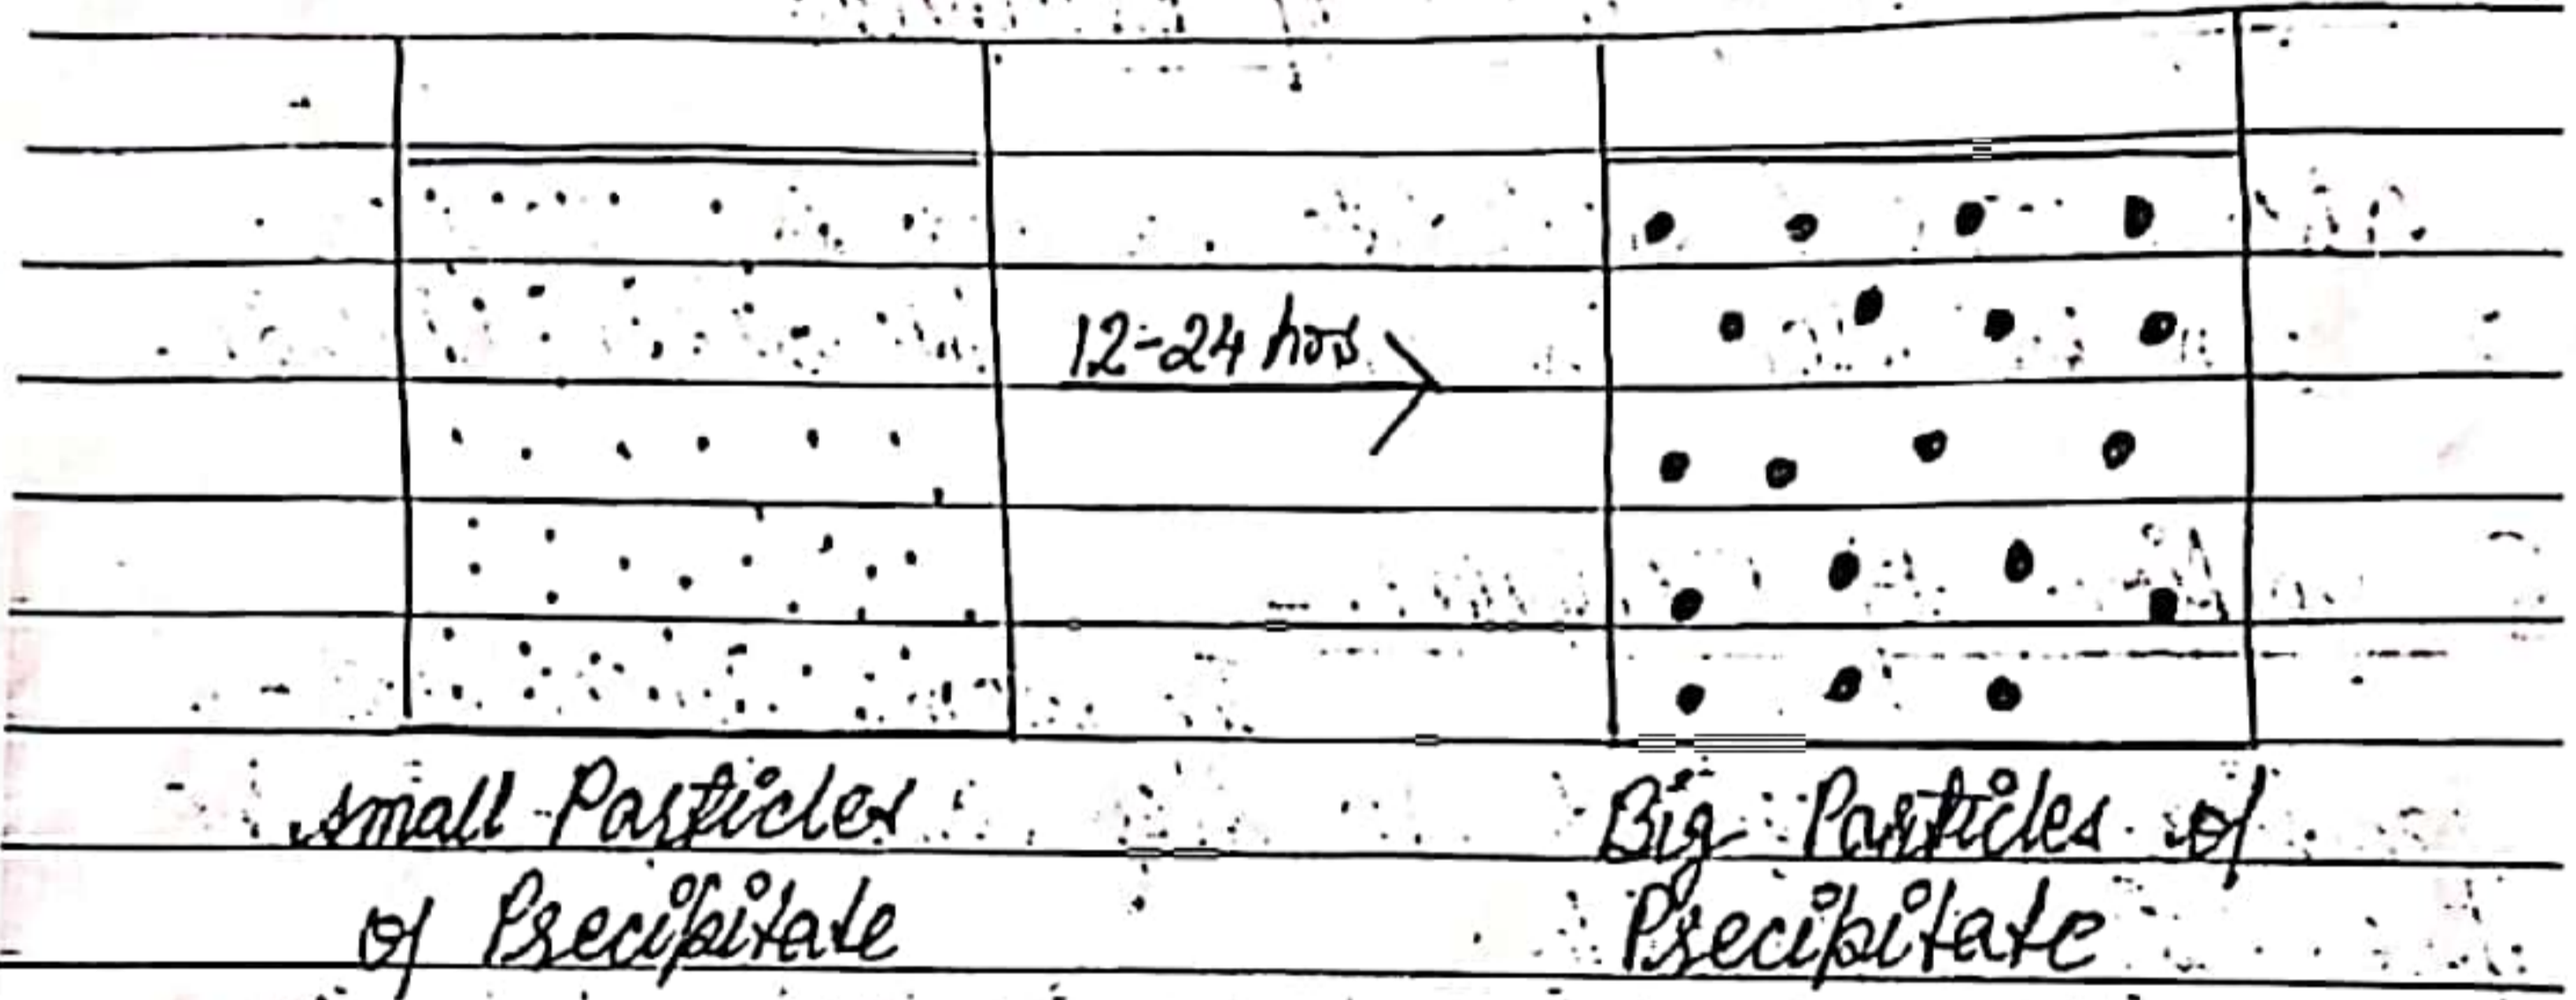 12-24 hrs
small Particles
of Precipitate
Big Particles of
Precipitate